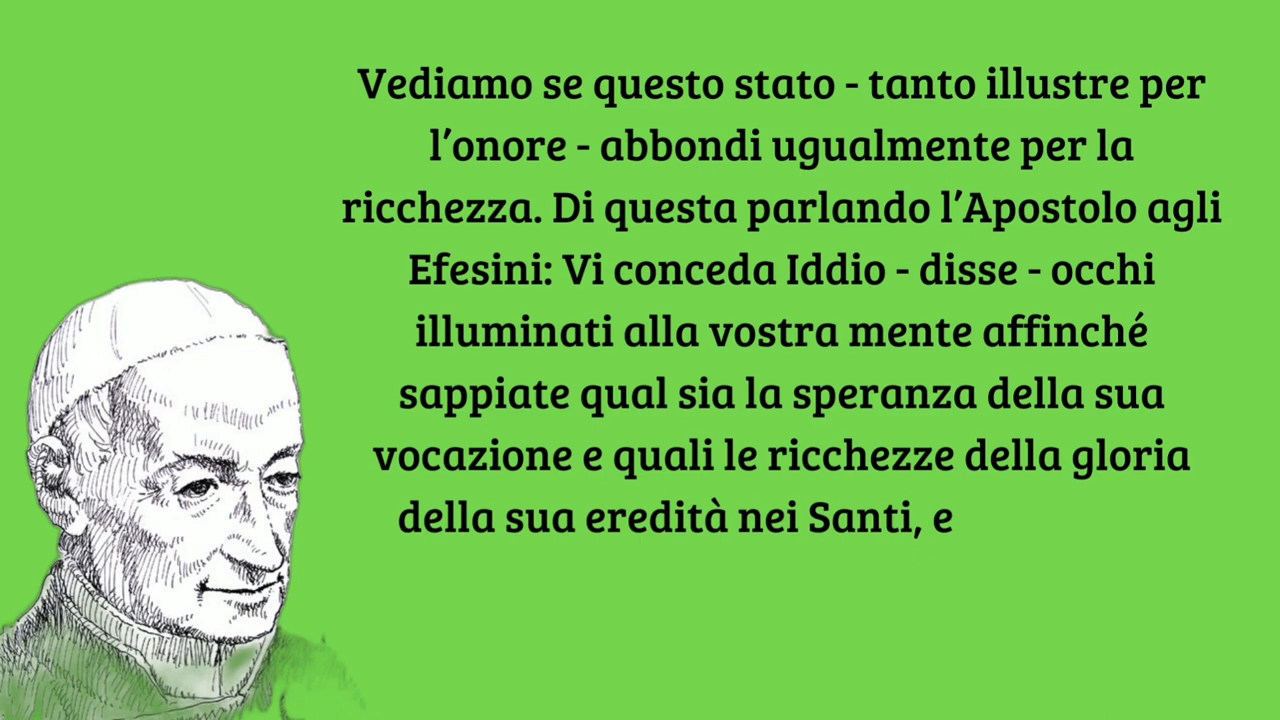 Vediamo se questo stato - tanto illustre per
l'onore - abbondi ugualmente per la
ricchezza. Di questa parlando l'Apostolo agli
Efesini: Vi conceda Iddio - disse - occhi
illuminati alla vostra mente affinché
sappiate qual sia la speranza della sua
vocazione e quali le ricchezze della gloria
della sua eredità nei Santi, e